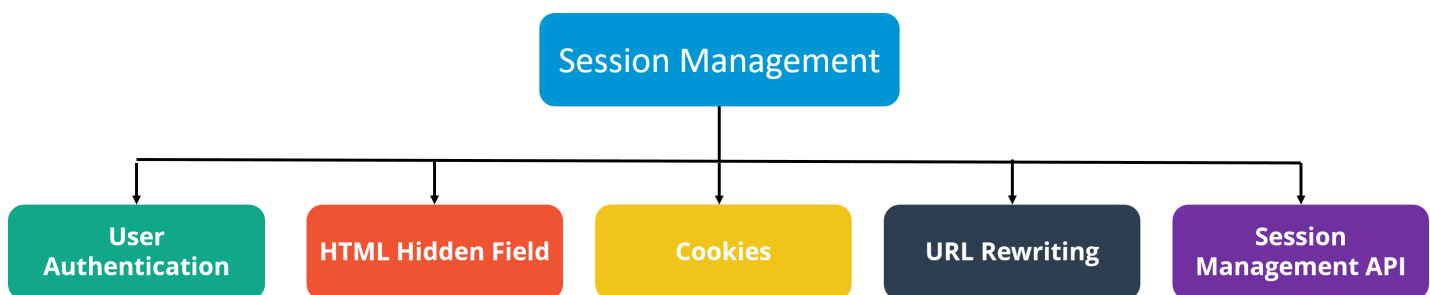 Session Management
User
Authentication
HTML Hidden Field
Cookies
URL Rewriting
Session
Management API